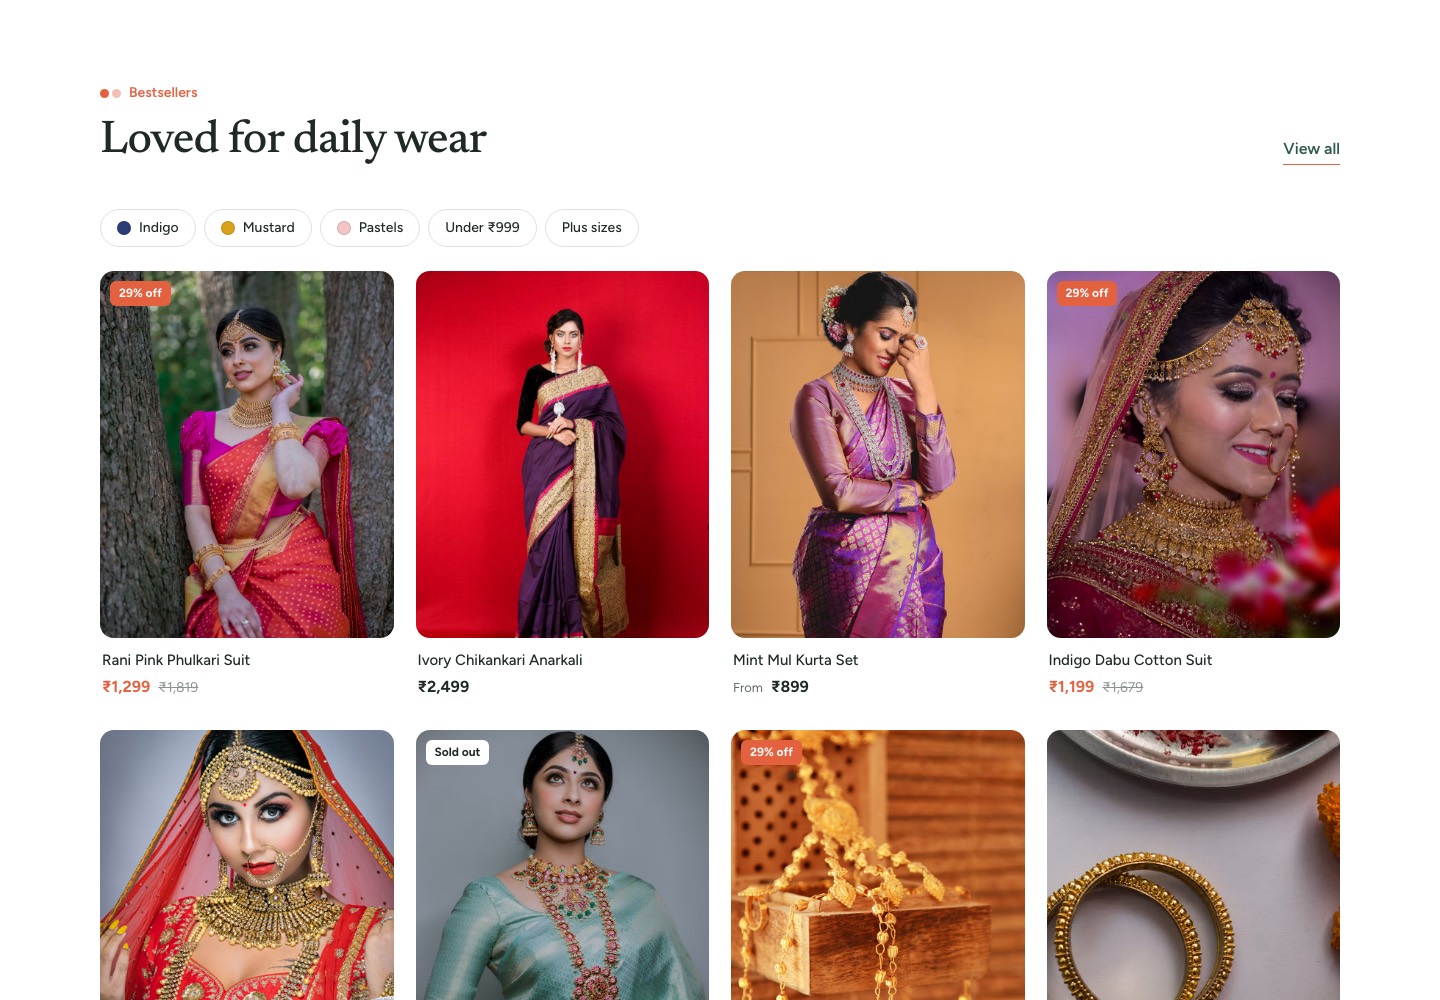 Bestsellers
Loved for daily wear
View all
Indigo
Mustard
Pastels
Under ₹999
Plus sizes
29% off
29% off
Rani Pink Phulkari Suit
₹1,299 ₹1,819
Ivory Chikankari Anarkali
₹2,499
Mint Mul Kurta Set
From ₹899
Indigo Dabu Cotton Suit
₹1,199 ₹1,679
Sold out
29% off